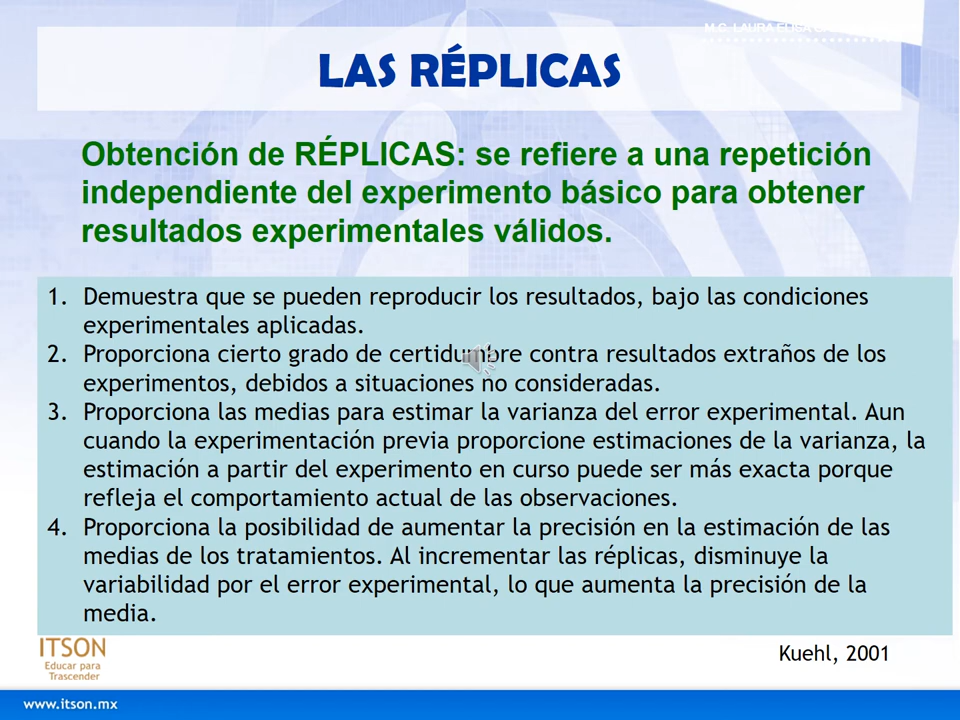 M.C. LAURA ELISA
LAS RÉPLICAS
Obtención de RÉPLICAS: se refiere a una repetición
independiente del experimento básico para obtener
resultados experimentales válidos.
1. Demuestra que se pueden reproducir los resultados, bajo las condiciones
experimentales aplicadas.
2. Proporciona cierto grado de certidumbre contra resultados extraños de los
experimentos, debidos a situaciones no consideradas.
3. Proporciona las medias para estimar la varianza del error experimental. Aun
cuando la experimentación previa proporcione estimaciones de la varianza, la
estimación a partir del experimento en curso puede ser más exacta porque
refleja el comportamiento actual de las observaciones.
4. Proporciona la posibilidad de aumentar la precisión en la estimación de las
medias de los tratamientos. Al incrementar las réplicas, disminuye la
variabilidad por el error experimental, lo que aumenta la precisión de la
media.
ITSON
Educar para
Trascender
Kuehl, 2001
www.itson.mx